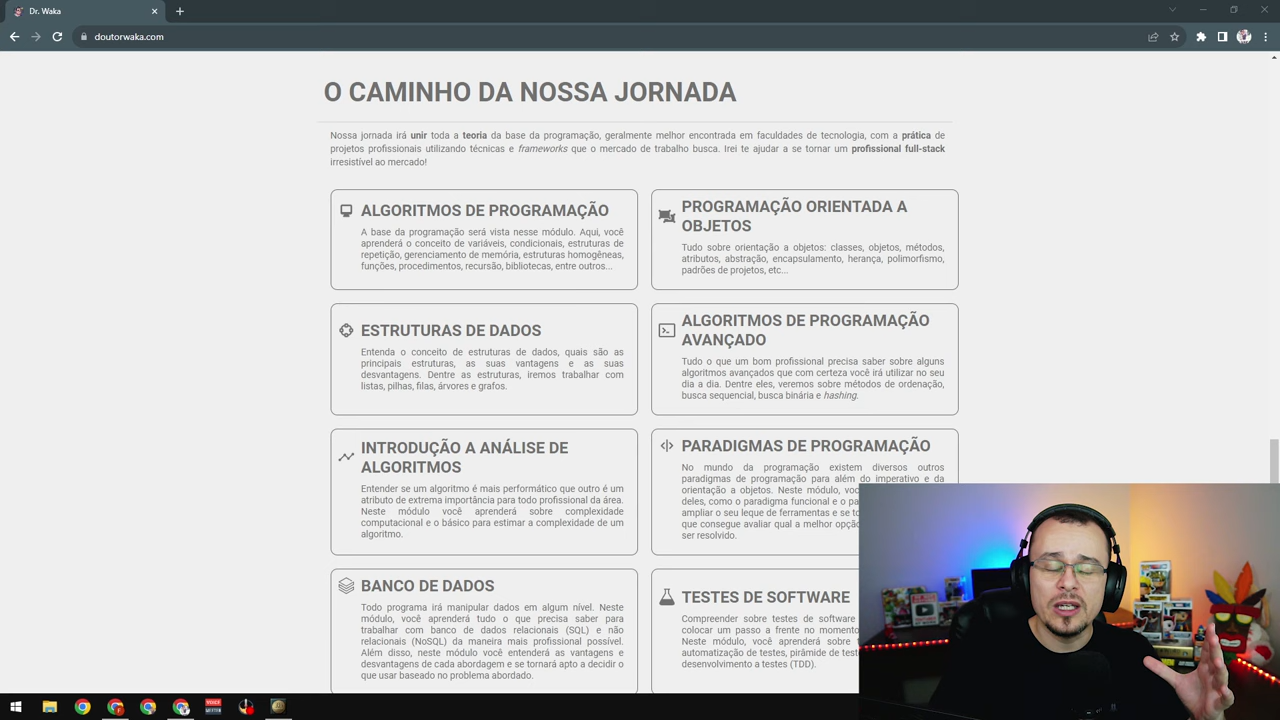 Dr. Waka
doutorwaka.com
O CAMINHO DA NOSSA JORNADA
Nossa jornada irá unir toda a teoria da base da programação, geralmente melhor encontrada em faculdades de tecnologia, com a prática de
projetos profissionais utilizando técnicas e frameworks que o mercado de trabalho busca. Irei te ajudar a se tornar um profissional full-stack
irresistível ao mercado!
ALGORITMOS DE PROGRAMAÇÃO
A base da programação será vista nesse módulo. Aqui, você
aprenderá o conceito de variáveis, condicionais, estruturas de
repetição, gerenciamento de memória, estruturas homogêneas,
funções, procedimentos, recursão, bibliotecas, entre outros...
PROGRAMAÇÃO ORIENTADA A
OBJETOS
Tudo sobre orientação a objetos: classes, objetos, métodos,
atributos, abstração, encapsulamento, herança, polimorfismo,
padrões de projetos, etc...
ESTRUTURAS DE DADOS
Entenda o conceito de estruturas de dados, quais são as
principais estruturas, as suas vantagens e as suas
desvantagens. Dentre as estruturas, iremos trabalhar com
listas, pilhas, filas, árvores e grafos.
ALGORITMOS DE PROGRAMAÇÃO
AVANÇADO
Tudo o que um bom profissional precisa saber sobre alguns
algoritmos avançados que com certeza você irá utilizar no seu
dia a dia. Dentre eles, veremos sobre métodos de ordenação,
busca sequencial, busca binária e hashing.
INTRODUÇÃO A ANÁLISE DE
ALGORITMOS
Entender se um algoritmo é mais performático que outro é um
atributo de extrema importância para todo profissional da área.
Neste módulo você aprenderá sobre complexidade
computacional e o básico para estimar a complexidade de um
algoritmo.
PARADIGMAS DE PROGRAMAÇÃO
No mundo da programação existem diversos outros
paradigmas de programação para além do imperativo e da
orientação a objetos. Neste módulo, voc
deles, como o paradigma funcional e o pa
ampliar o seu leque de ferramentas e se to
que consegue avaliar qual a melhor opçã
ser resolvido.
BANCO DE DADOS
Todo programa irá manipular dados em algum nível. Neste
módulo, você aprenderá tudo o que precisa saber para
trabalhar com banco de dados relacionais (SQL) e não
relacionais (NoSQL) da maneira mais profissional possível.
Além disso, neste módulo você entenderá as vantagens e
desvantagens de cada abordagem e se tornará apto a decidir o
que usar baseado no problema abordado.
TESTES DE SOFTWARE
Compreender sobre testes de software
colocar um passo a frente no momento
Neste módulo, você aprenderá sobre t
automatização de testes, pirâmide de test
desenvolvimento a testes (TDD).